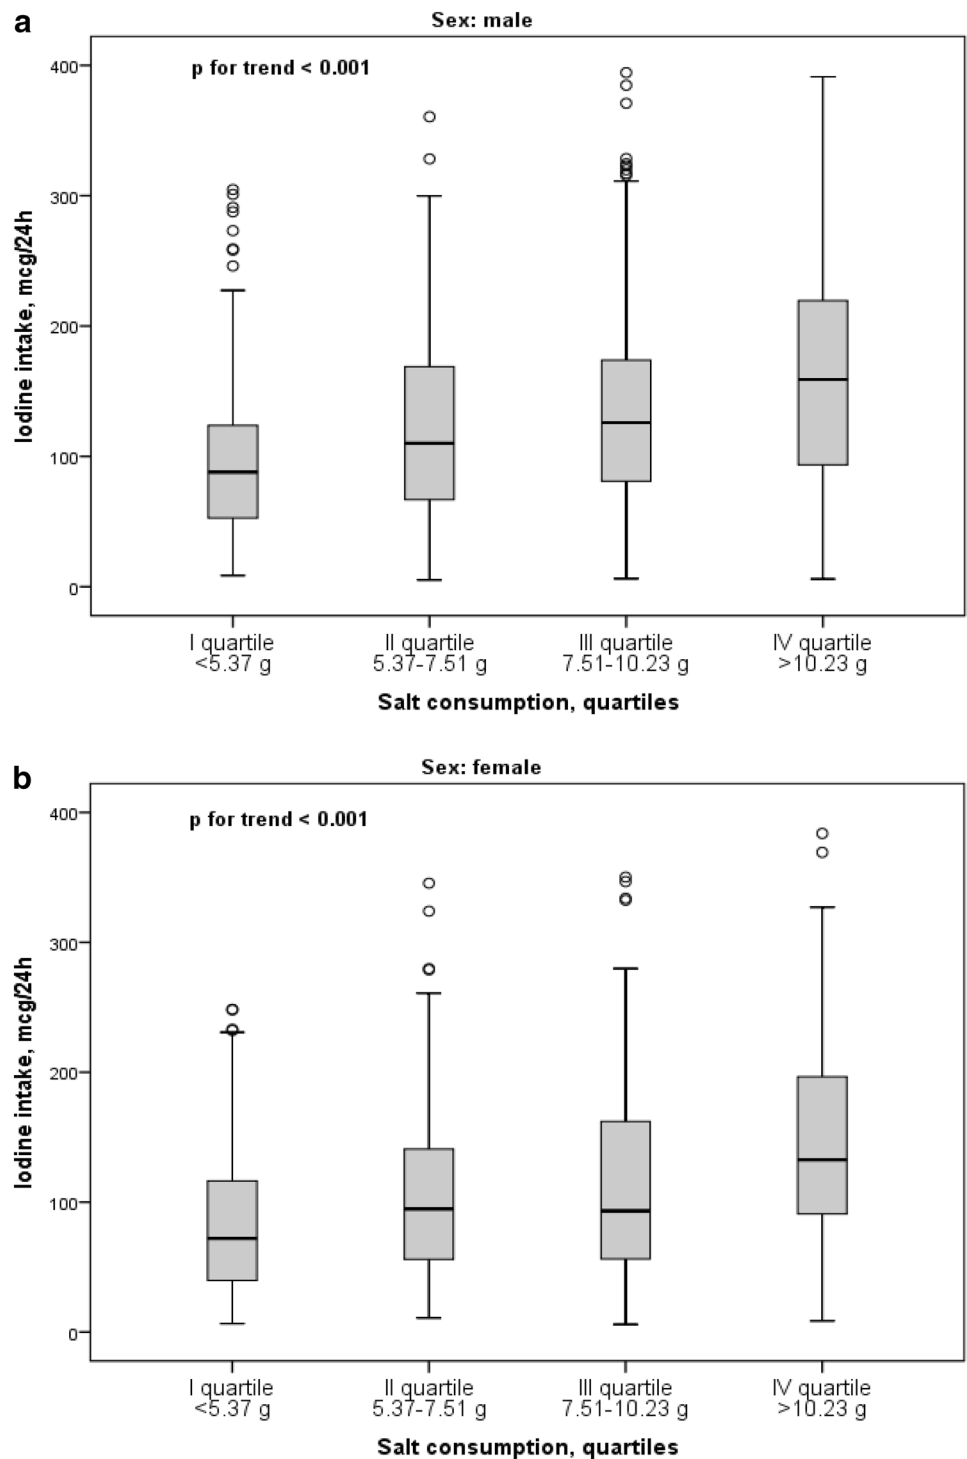 a
Sex: male
p for trend < 0.001
400
300
200
100
0
Iodine intake, mcg/24h
I quartile
<5.37 g
II quartile
5.37-7.51 g
III quartile
7.51-10.23 g
IV quartile
>10.23 g
Salt consumption, quartiles
b
Sex: female
p for trend < 0.001
400
300
200
100
0
Iodine intake, mcg/24h
I quartile
<5.37 g
II quartile
5.37-7.51 g
III quartile
7.51-10.23 g
IV quartile
>10.23 g
Salt consumption, quartiles